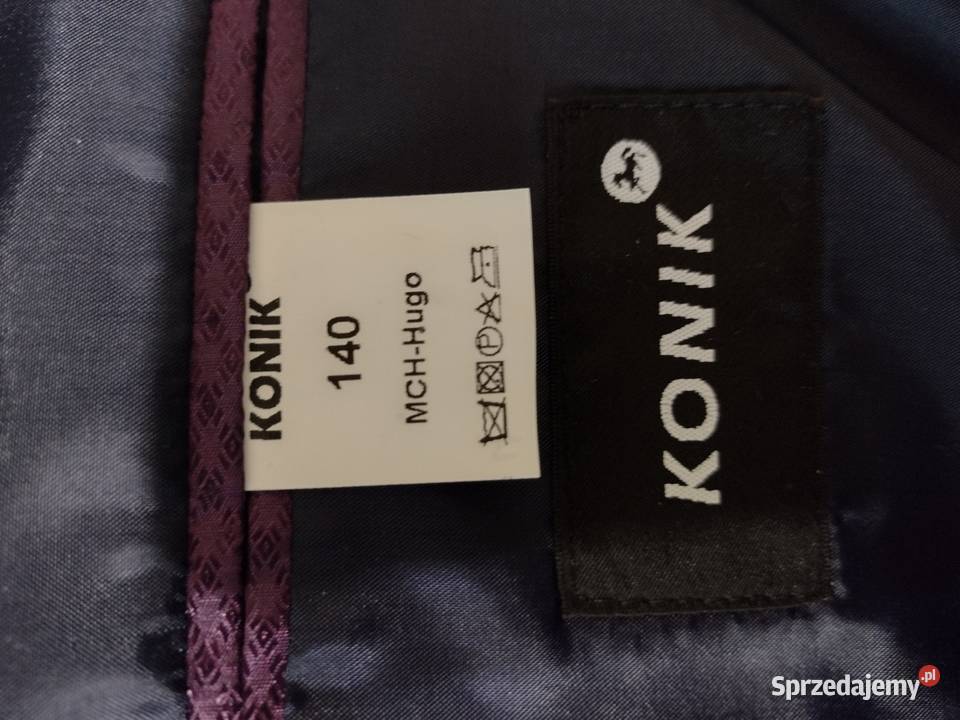 KONIK
140
MCH-Hugo
P
KONIK
Sprzedajemy.pl